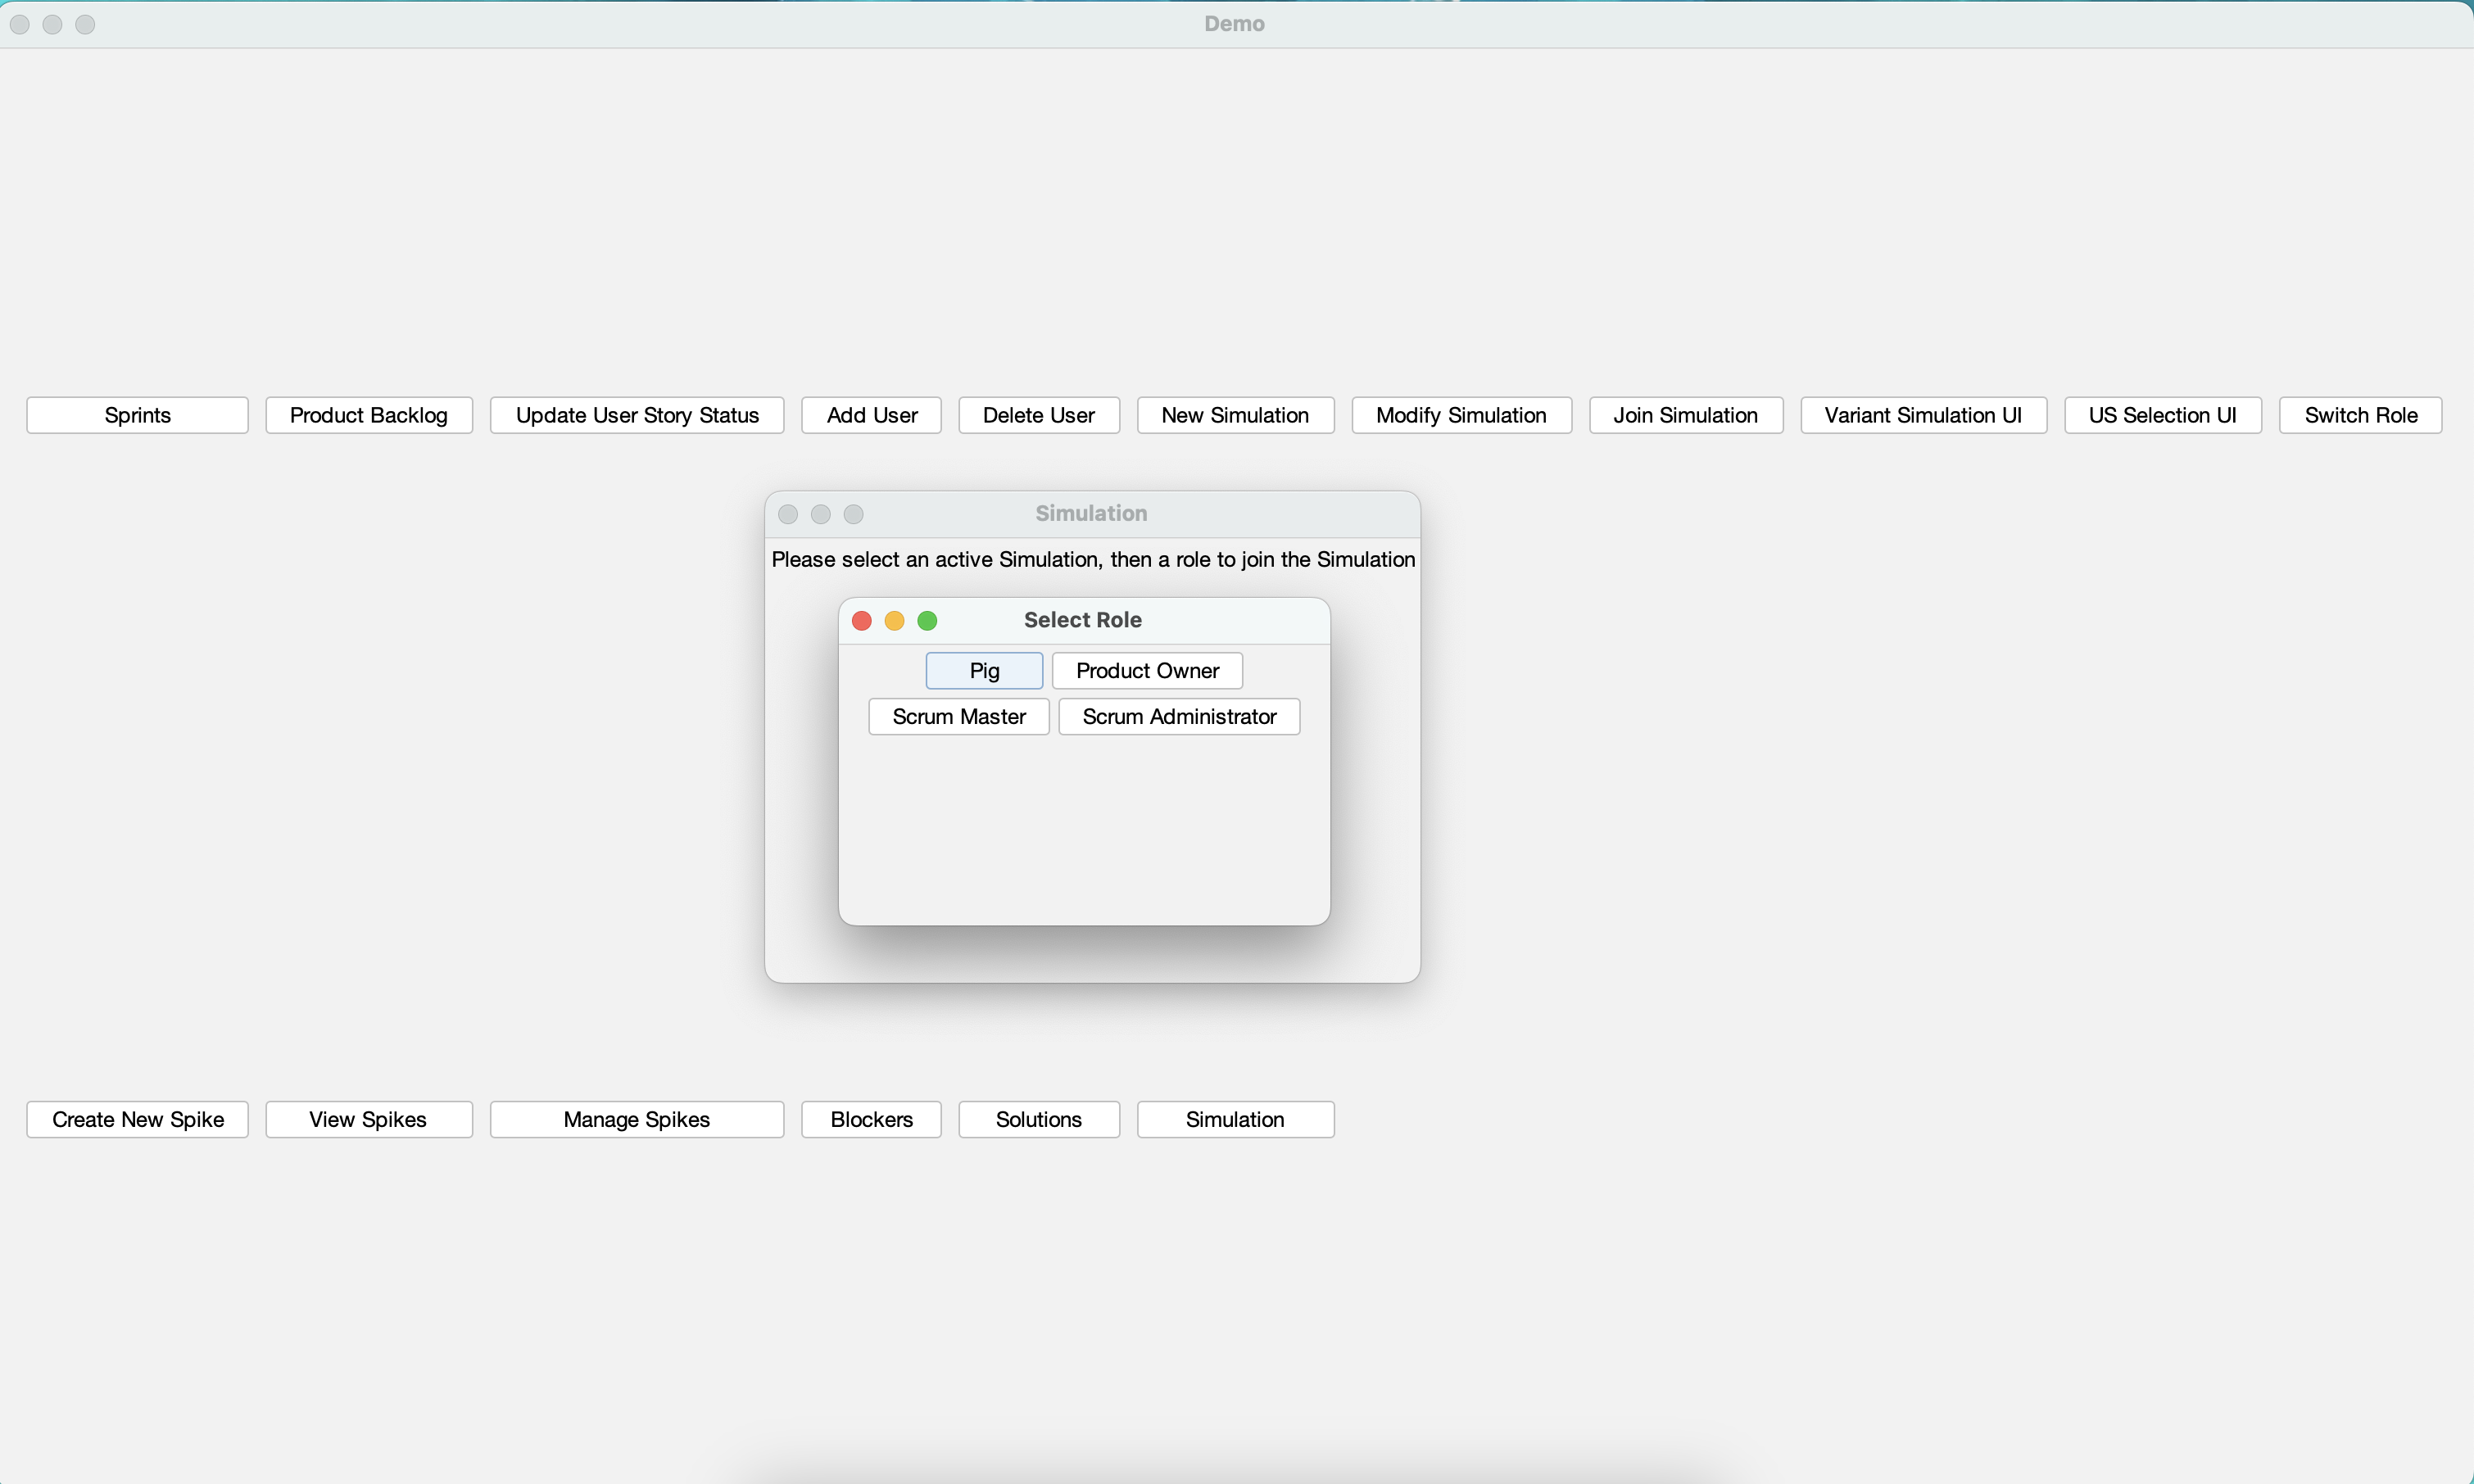 Demo
Sprints Product Backlog Update User Story Status Add User Delete User New Simulation Modify Simulation Join Simulation Variant Simulation UI US Selection UI Switch Role
Simulation
Please select an active Simulation, then a role to join the Simulation
Select Role
Pig Product Owner
Scrum Master Scrum Administrator
Create New Spike View Spikes Manage Spikes Blockers Solutions Simulation